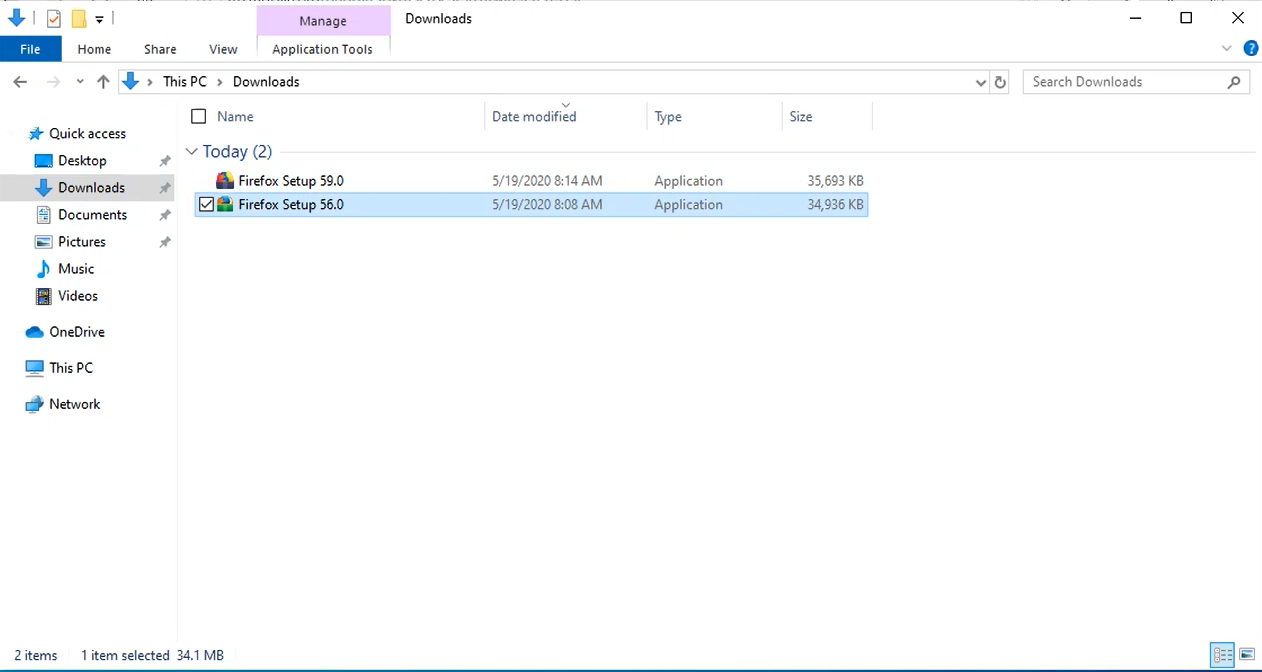 Manage
Downloads
File
Home
Share
View
Application Tools
?
This PC
Downloads
Search Downloads
Name
Date modified
Type
Size
Quick access
Desktop
Downloads
Documents
Pictures
Music
Videos
OneDrive
This PC
Network
Today (2)
Firefox Setup 59.0 5/19/2020 8:14 AM Application 35,693 KB
Firefox Setup 56.0 5/19/2020 8:08 AM Application 34,936 KB
2 items 1 item selected 34.1 MB